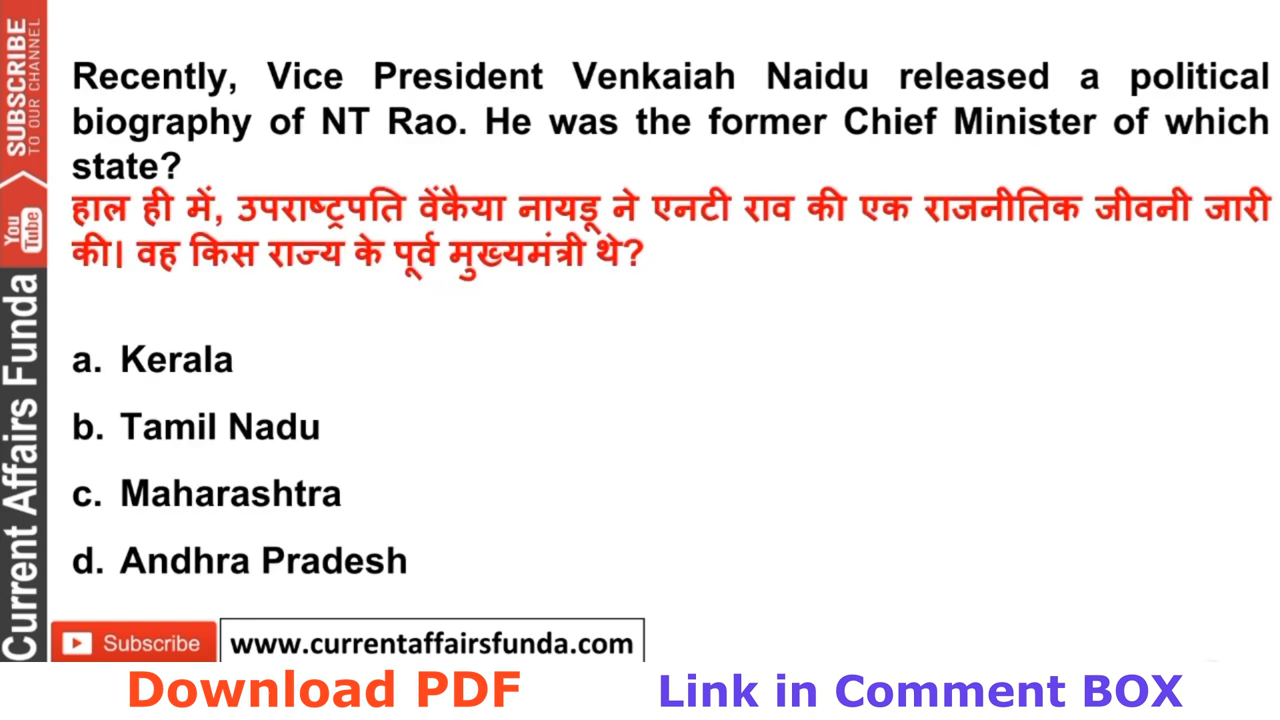 SUBSCRIBE
TO OUR CHANNEL
You
Tube
Current Affairs Funda
Recently, Vice President Venkaiah Naidu released a political
biography of NT Rao. He was the former Chief Minister of which
state?
हाल ही में, उपराष्ट्रपति वेंकैया नायडू ने एनटी राव की एक राजनीतिक जीवनी जारी
की। वह किस राज्य के पूर्व मुख्यमंत्री थे?
a. Kerala
b. Tamil Nadu
c. Maharashtra
d. Andhra Pradesh
Subscribe
www.currentaffairsfunda.com
Download PDF
Link in Comment BOX